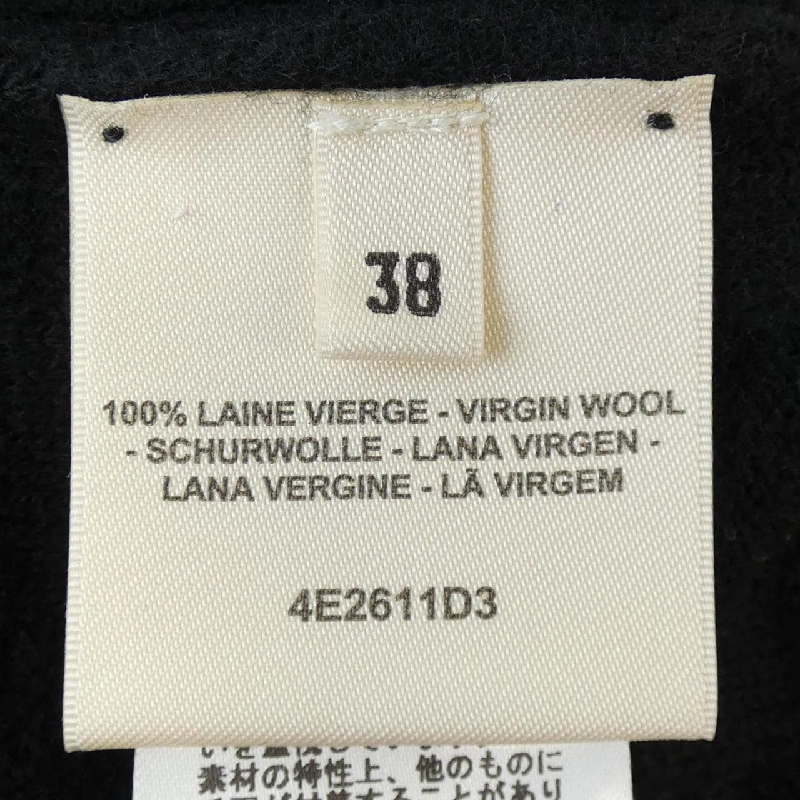 38
100% LAINE VIERGE - VIRGIN WOOL
- SCHURWOLLE - LANA VIRGEN -
LANA VERGINE - LÃ VIRGEM
4E2611D3
素材の特性上、他のものに